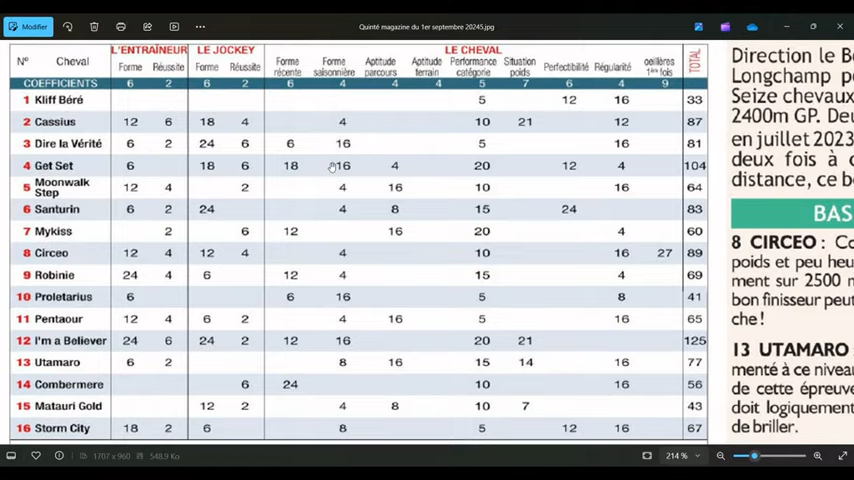 Modifier
Quinté magazine du 1er septembre 20245.jpg
N° Cheval L'ENTRAÎNEUR LE JOCKEY LE CHEVAL TOTAL
Forme Réussite Forme Réussite Forme récente Forme saisonnière Aptitude parcours Aptitude terrain Performance catégorie Situation poids Perfectibilité Régularité oeillères 1ère fois
COEFFICIENTS 6 2 6 2 6 4 4 4 5 7 6 4 9
1 Kliff Béré 5 12 16 33
2 Cassius 12 6 18 4 4 10 21 12 87
3 Dire la Vérité 6 2 24 6 6 16 5 16 81
4 Get Set 6 18 6 18 16 4 20 12 4 104
5 Moonwalk Step 12 4 2 4 16 10 16 64
6 Santurin 6 2 24 4 8 15 24 83
7 Mykiss 2 6 12 16 20 4 60
8 Circeo 12 4 12 4 4 10 16 27 89
9 Robinie 24 4 6 12 4 15 4 69
10 Proletarius 6 6 16 5 8 41
11 Pentaour 12 4 6 2 4 16 5 16 65
12 I'm a Believer 24 6 24 2 12 16 20 21 125
13 Utamaro 6 2 8 16 15 14 16 77
14 Combermere 6 24 10 16 56
15 Matauri Gold 12 2 4 8 10 7 43
16 Storm City 18 2 6 8 5 12 16 67
Direction le Bo
Longchamp po
Seize chevaux
2400m GP. Deu
en juillet 2023
deux fois à c
distance, ce b
BAS
8 CIRCEO : Co
poids et peu heu
ment sur 2500 m
bon finisseur peut
che !
13 UTAMARO
menté à ce niveau
de cette épreuve
doit logiquement
de briller.
1707 x 960 548.9 Ko 214 %